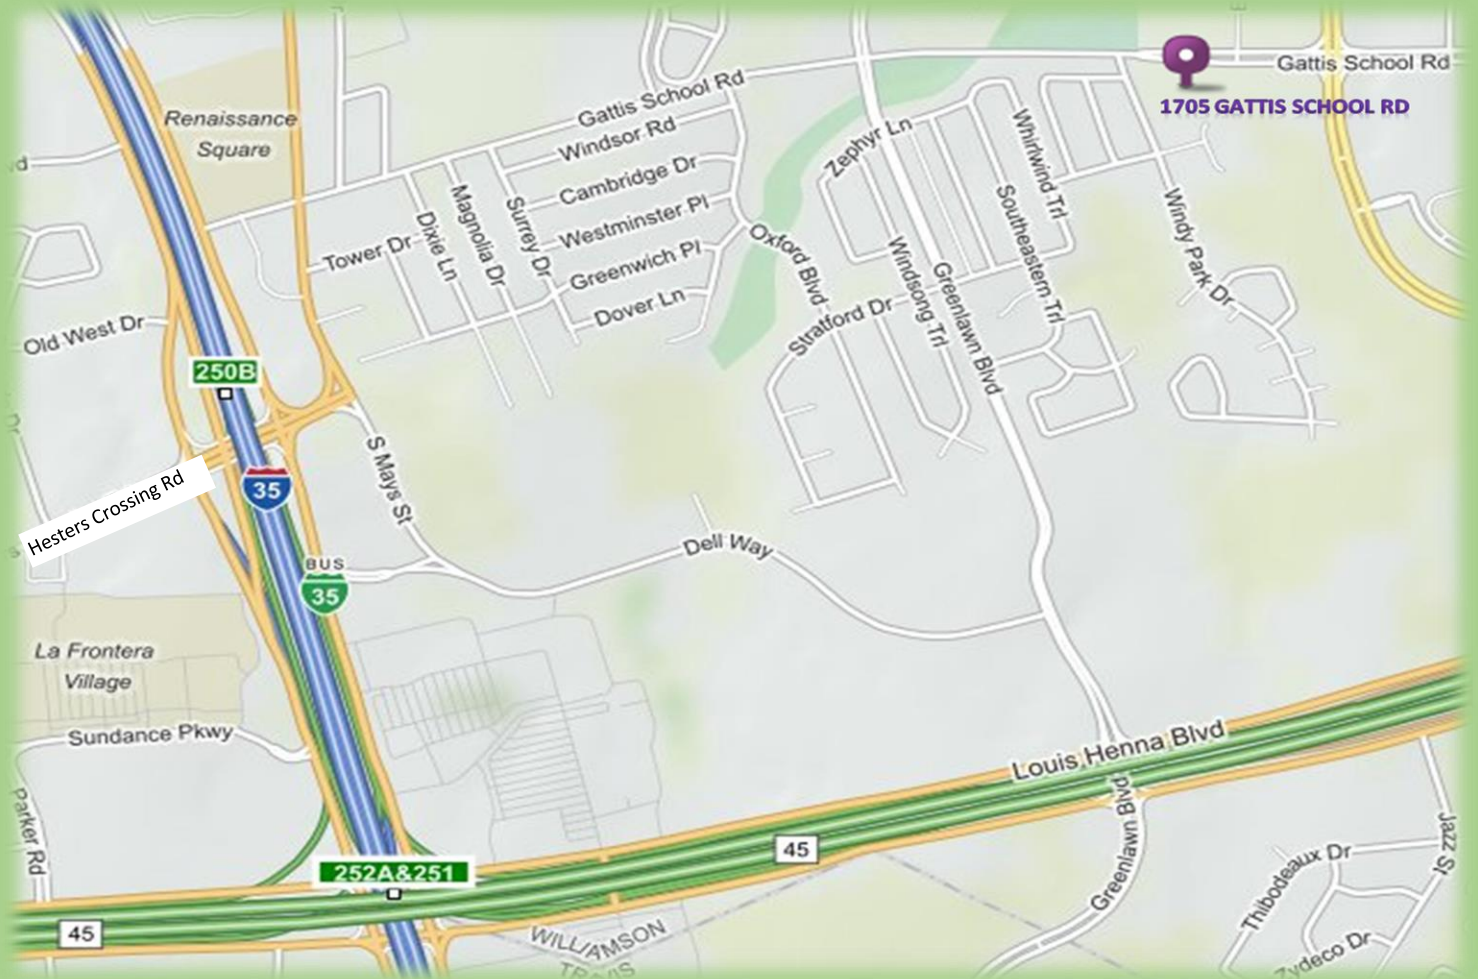 Gattis School Rd
1705 GATTIS SCHOOL RD
Renaissance
Square
Gattis School Rd
Windsor Rd
Cambridge Dr
Westminster Pl
Greenwich Pl
Dover Ln
Tower Dr
Dixie Ln
Magnolia Dr
Surrey Dr
Oxford Blvd
Zephyr Ln
Whirlwind Trl
Southeastern Trl
Windy Park Dr
Windsong Trl
Greenlawn Blvd
Stratford Dr
Old West Dr
250B
35
Hesters Crossing Rd
S Mays St
Dell Way
BUS
35
La Frontera
Village
Sundance Pkwy
Parker Rd
Louis Henna Blvd
Greenlawn Blvd
45
252A&251
45
WILLIAMSON
TRAVIS
Thibodeaux Dr
Jazz St
Zydeco Dr